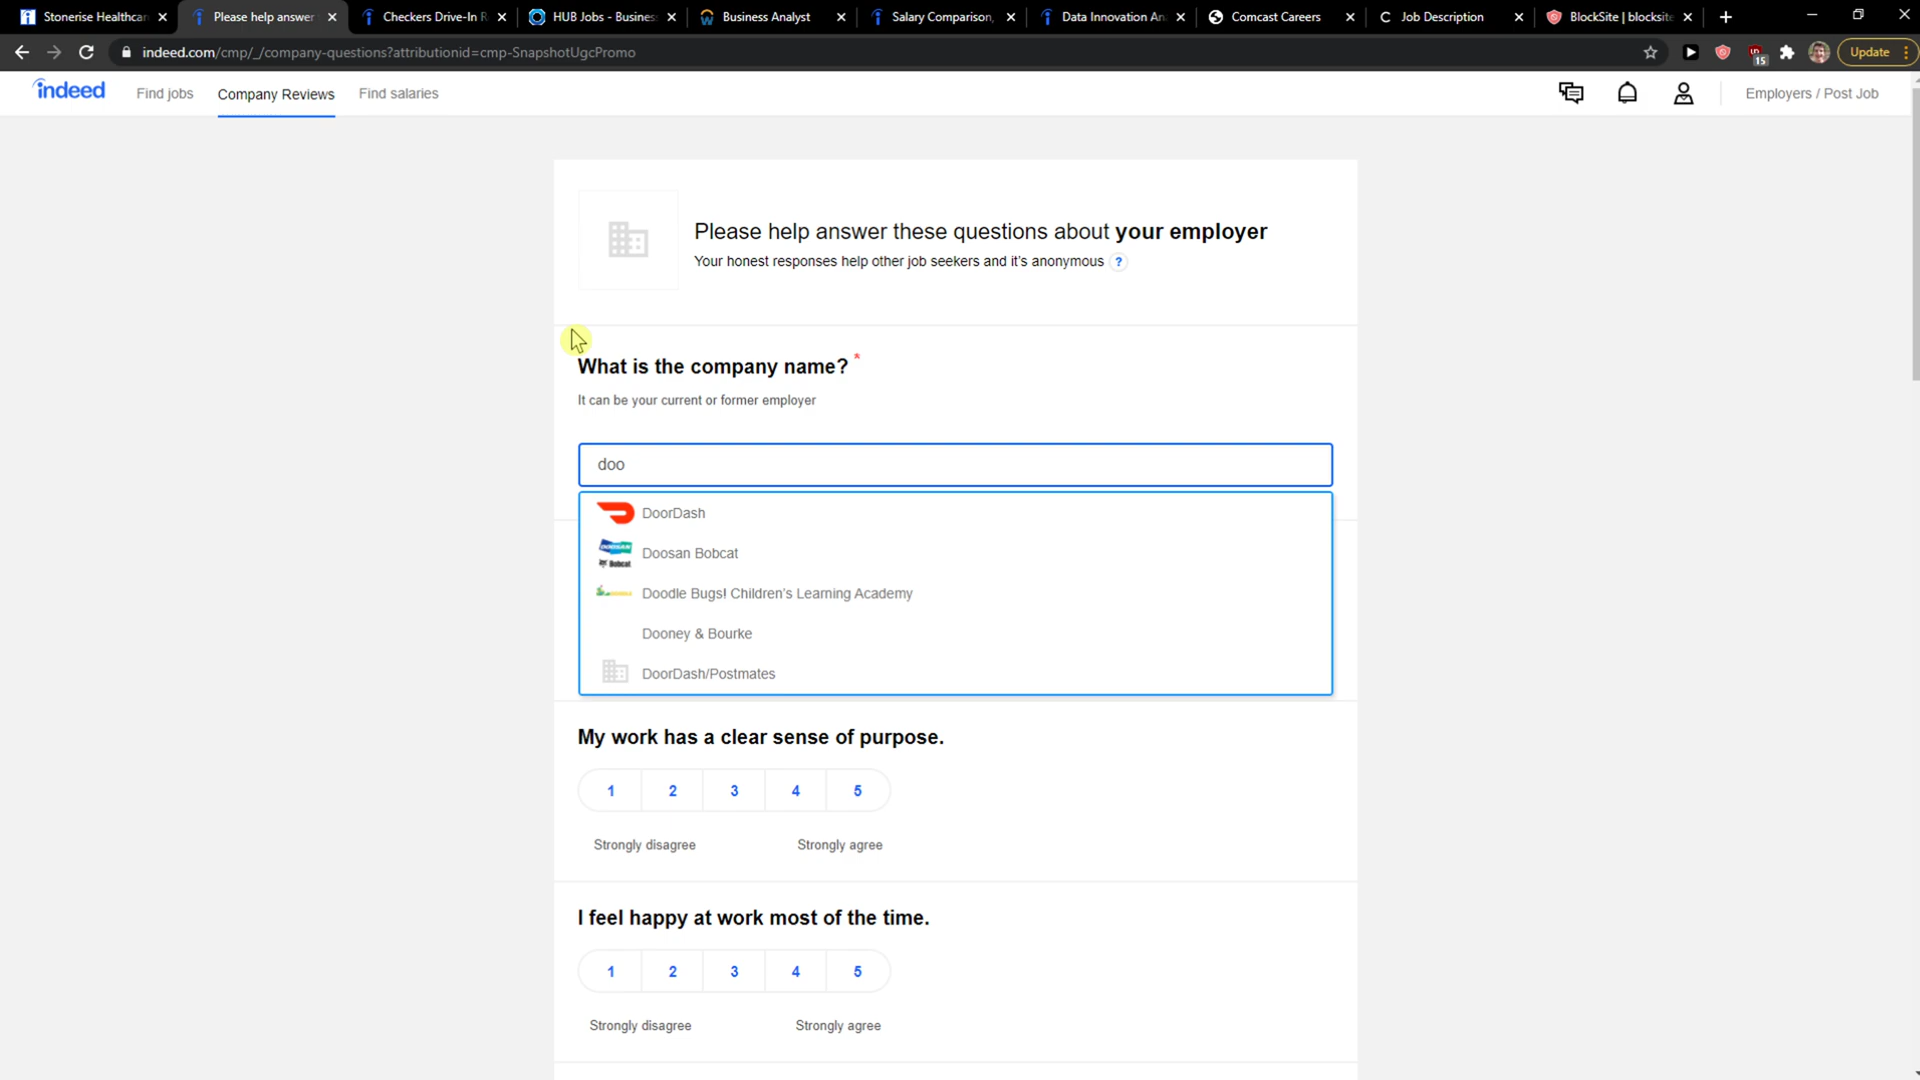 Stonerise Healthcar
Please help answer
Checkers Drive-In R
HUB Jobs - Business
Business Analyst
Salary Comparison,
Data Innovation An
Comcast Careers
Job Description
BlockSite | blocksite
indeed.com/cmp/_/company-questions?attributionid=cmp-SnapshotUgcPromo
15
Update
indeed
Find jobs
Company Reviews
Find salaries
Employers / Post Job
Please help answer these questions about your employer
Your honest responses help other job seekers and it's anonymous ?
What is the company name? *
It can be your current or former employer
doo
DoorDash
Doosan Bobcat
Doodle Bugs! Children's Learning Academy
Dooney & Bourke
DoorDash/Postmates
My work has a clear sense of purpose.
1 2 3 4 5
Strongly disagree Strongly agree
I feel happy at work most of the time.
1 2 3 4 5
Strongly disagree Strongly agree